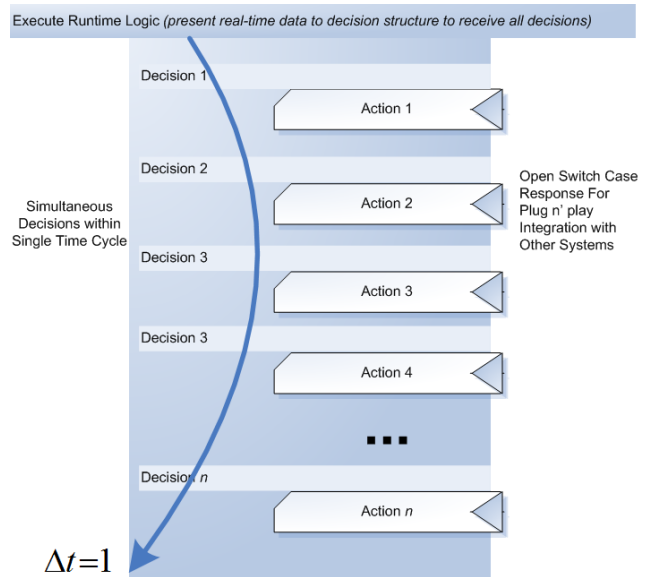 Execute Runtime Logic (present real-time data to decision structure to receive all decisions)
Decision 1
Action 1
Decision 2
Action 2
Simultaneous
Decisions within
Single Time Cycle
Open Switch Case
Response For
Plug n' play
Integration with
Other Systems
Decision 3
Action 3
Decision 3
Action 4
...
Decision n
Action n
Δt=1